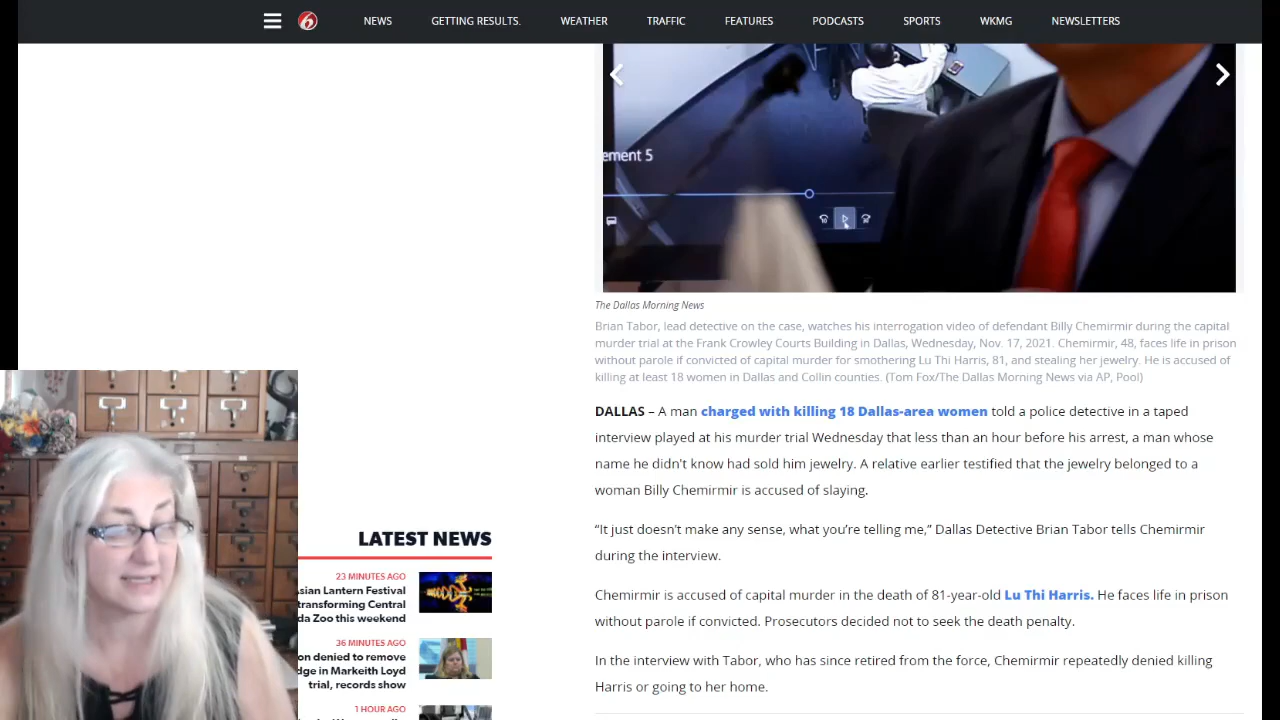 6 NEWS GETTING RESULTS. WEATHER TRAFFIC FEATURES PODCASTS SPORTS WKMG NEWSLETTERS
ement 5
The Dallas Morning News
Brian Tabor, lead detective on the case, watches his interrogation video of defendant Billy Chemirmir during the capital
murder trial at the Frank Crowley Courts Building in Dallas, Wednesday, Nov. 17, 2021. Chemirmir, 48, faces life in prison
without parole if convicted of capital murder for smothering Lu Thi Harris, 81, and stealing her jewelry. He is accused of
killing at least 18 women in Dallas and Collin counties. (Tom Fox/The Dallas Morning News via AP, Pool)
DALLAS – A man charged with killing 18 Dallas-area women told a police detective in a taped
interview played at his murder trial Wednesday that less than an hour before his arrest, a man whose
name he didn't know had sold him jewelry. A relative earlier testified that the jewelry belonged to a
woman Billy Chemirmir is accused of slaying.
“It just doesn’t make any sense, what you’re telling me,” Dallas Detective Brian Tabor tells Chemirmir
during the interview.
Chemirmir is accused of capital murder in the death of 81-year-old Lu Thi Harris. He faces life in prison
without parole if convicted. Prosecutors decided not to seek the death penalty.
In the interview with Tabor, who has since retired from the force, Chemirmir repeatedly denied killing
Harris or going to her home.
LATEST NEWS
23 MINUTES AGO
sian Lantern Festival
transforming Central
da Zoo this weekend
36 MINUTES AGO
on denied to remove
dge in Markeith Loyd
trial, records show
1 HOUR AGO